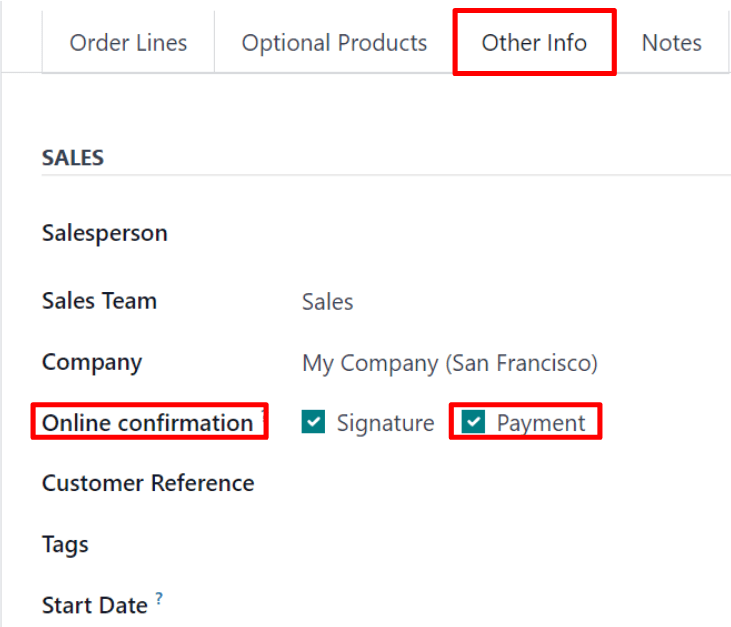 Order Lines Optional Products Other Info Notes
SALES
Salesperson
Sales Team Sales
Company My Company (San Francisco)
Online confirmation ? Signature Payment
Customer Reference
Tags
Start Date ?